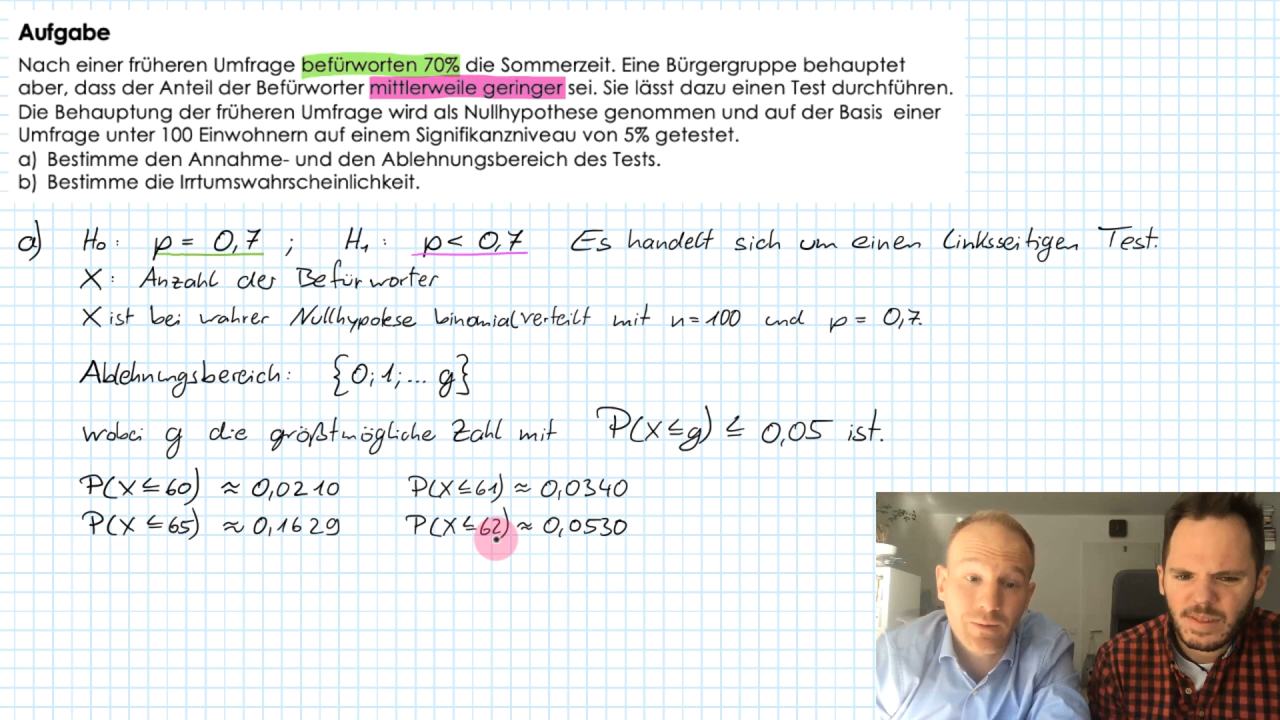 Aufgabe
Nach einer früheren Umfrage befürworten 70% die Sommerzeit. Eine Bürgergruppe behauptet
aber, dass der Anteil der Befürworter mittlerweile geringer sei. Sie lässt dazu einen Test durchführen.
Die Behauptung der früheren Umfrage wird als Nullhypothese genommen und auf der Basis einer
Umfrage unter 100 Einwohnern auf einem Signifikanzniveau von 5% getestet.
a) Bestimme den Annahme- und den Ablehnungsbereich des Tests.
b) Bestimme die Irrtumswahrscheinlichkeit.
a) H₀: p = 0,7 ; H₁: p < 0,7 Es handelt sich um einen linksseitigen Test.
X: Anzahl der Befürworter
X ist bei wahrer Nullhypotese binomialverteilt mit n=100 und p = 0,7.
Ablehnungsbereich: {0; 1; ... g}
wobei g die größtmögliche Zahl mit P(X≤g) ≤ 0,05 ist.
P(X≤60) ≈ 0,0210 P(X≤61) ≈ 0,0340
P(X≤65) ≈ 0,1629 P(X≤62) ≈ 0,0530